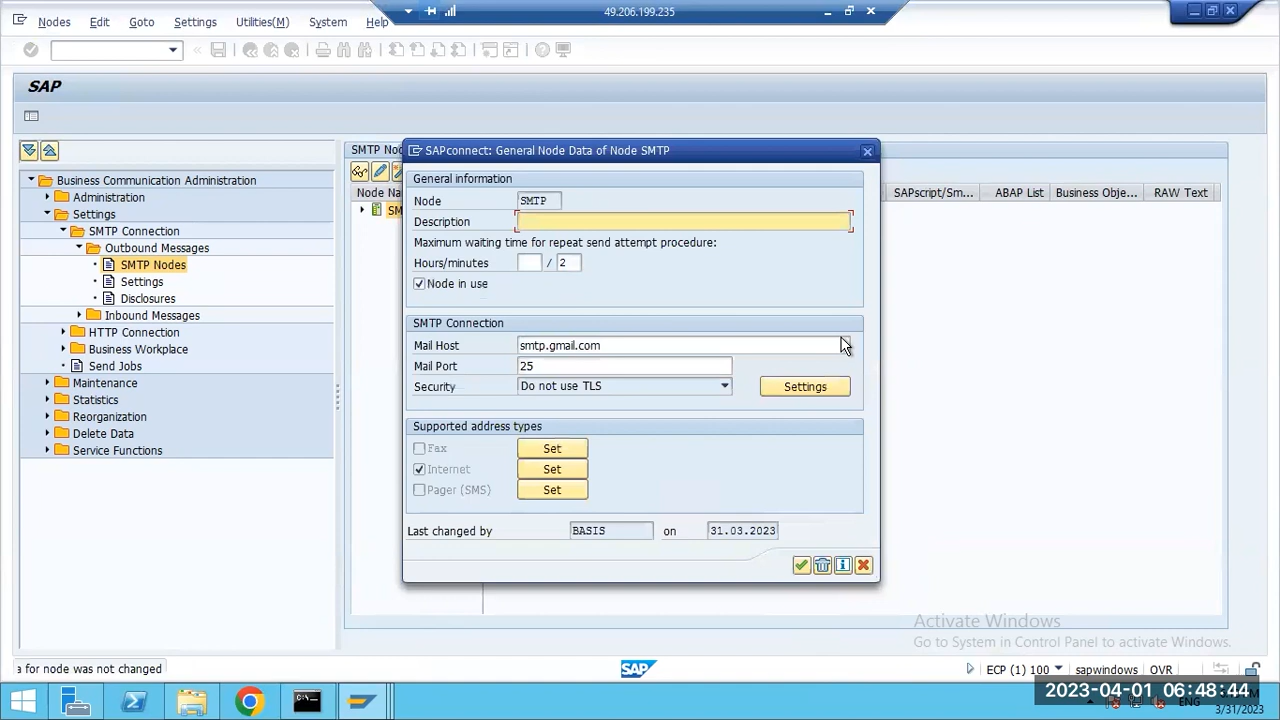 49.206.199.235
Nodes Edit Goto Settings Utilities(M) System Help
SAP
Business Communication Administration
Administration
Settings
SMTP Connection
Outbound Messages
SMTP Nodes
Settings
Disclosures
Inbound Messages
HTTP Connection
Business Workplace
Send Jobs
Maintenance
Statistics
Reorganization
Delete Data
Service Functions
SMTP No
Node Na
SM
SAPscript/Sm... ABAP List Business Obje... RAW Text
SAPconnect: General Node Data of Node SMTP
General information
Node SMTP
Description
Maximum waiting time for repeat send attempt procedure:
Hours/minutes / 2
Node in use
SMTP Connection
Mail Host smtp.gmail.com
Mail Port 25
Security Do not use TLS Settings
Supported address types
Fax Set
Internet Set
Pager (SMS) Set
Last changed by BASIS on 31.03.2023
Activate Windows
Go to System in Control Panel to activate Windows.
a for node was not changed
SAP
ECP (1) 100 sapwindows OVR
2023-04-01 06:48:44
ENG
3/31/2023